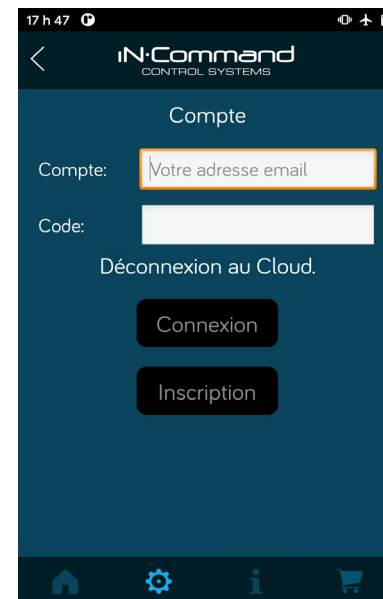 17 h 47
iN·Command
CONTROL SYSTEMS
Compte
Compte: Votre adresse email
Code:
Déconnexion au Cloud.
Connexion
Inscription